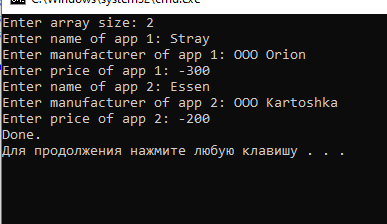 C:\Windows\system32\cmd.exe
Enter array size: 2
Enter name of app 1: Stray
Enter manufacturer of app 1: OOO Orion
Enter price of app 1: -300
Enter name of app 2: Essen
Enter manufacturer of app 2: OOO Kartoshka
Enter price of app 2: -200
Done.
Для продолжения нажмите любую клавишу . . .